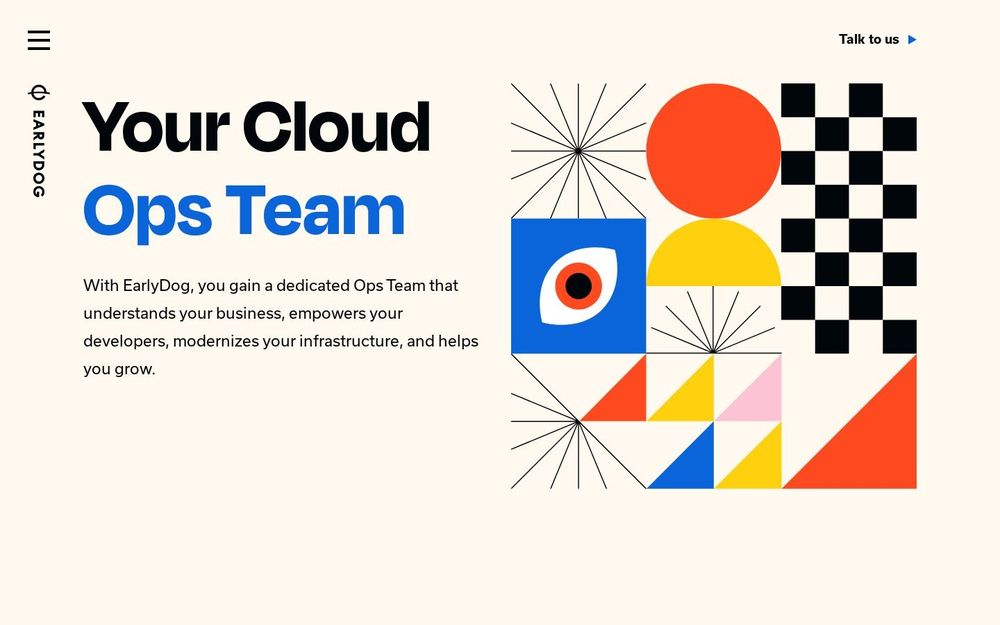 Talk to us
EARLYDOG
Your Cloud
Ops Team
With EarlyDog, you gain a dedicated Ops Team that
understands your business, empowers your
developers, modernizes your infrastructure, and helps
you grow.